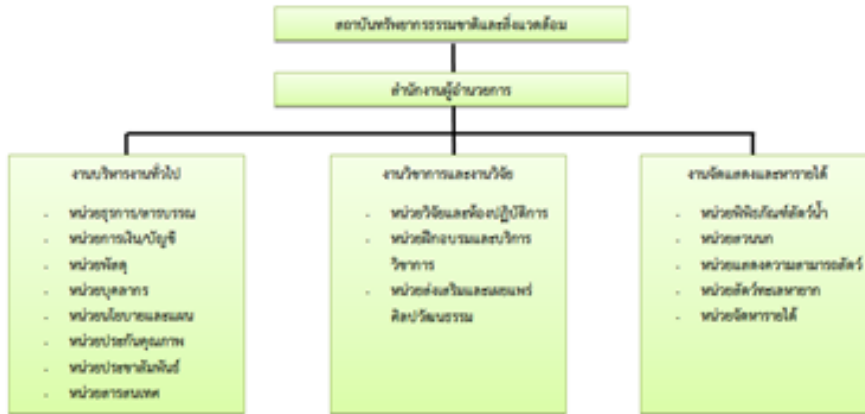 สถาบันทรัพยากรธรรมชาติและสิ่งแวดล้อม
สำนักงานผู้อำนวยการ
งานบริหารงานทั่วไป
- หน่วยธุรการ/สารบรรณ
- หน่วยการเงิน/บัญชี
- หน่วยพัสดุ
- หน่วยบุคลากร
- หน่วยนโยบายและแผน
- หน่วยประกันคุณภาพ
- หน่วยประชาสัมพันธ์
- หน่วยสารสนเทศ
งานวิชาการและงานวิจัย
- หน่วยวิจัยและห้องปฏิบัติการ
- หน่วยฝึกอบรมและบริการ
วิชาการ
- หน่วยส่งเสริมและเผยแพร่
ศิลปวัฒนธรรม
งานจัดแสดงและหารายได้
- หน่วยพิพิธภัณฑ์สัตว์น้ำ
- หน่วยสวนนก
- หน่วยแสดงความสามารถสัตว์
- หน่วยสัตว์ทะเลหายาก
- หน่วยจัดหารายได้